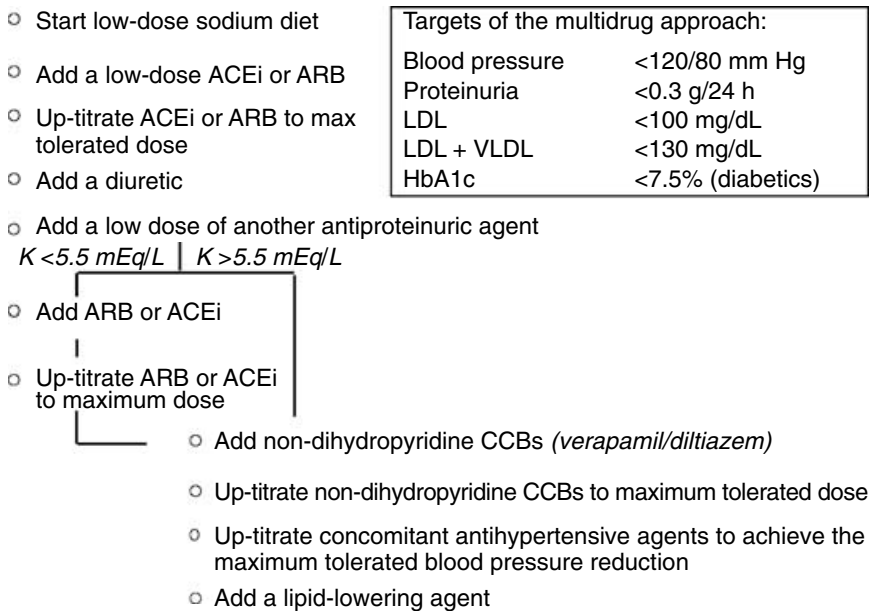 Start low-dose sodium diet
Add a low-dose ACEi or ARB
Up-titrate ACEi or ARB to max
tolerated dose
Add a diuretic
Targets of the multidrug approach:
Blood pressure <120/80 mm Hg
Proteinuria <0.3 g/24 h
LDL <100 mg/dL
LDL + VLDL <130 mg/dL
HbA1c <7.5% (diabetics)
Add a low dose of another antiproteinuric agent
K <5.5 mEq/L K >5.5 mEq/L
Add ARB or ACEi
Up-titrate ARB or ACEi
to maximum dose
Add non-dihydropyridine CCBs (verapamil/diltiazem)
Up-titrate non-dihydropyridine CCBs to maximum tolerated dose
Up-titrate concomitant antihypertensive agents to achieve the
maximum tolerated blood pressure reduction
Add a lipid-lowering agent